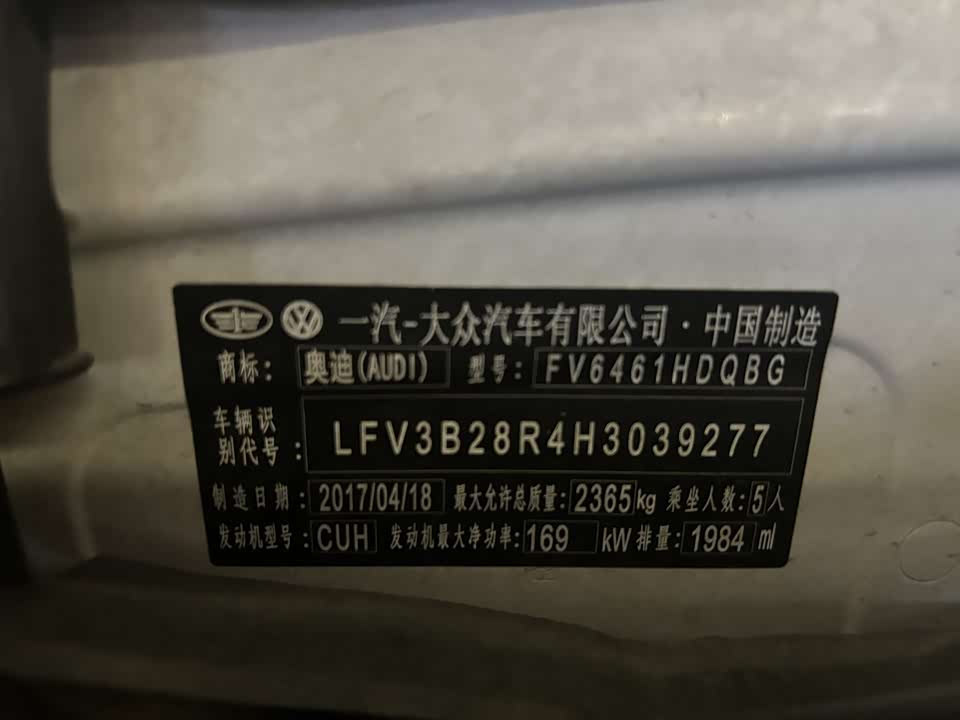 一汽-大众汽车有限公司·中国制造
商标: 奥迪(AUDI) 型号: FV6461HDQBG
车辆识
别代号: LFV3B28R4H3039277
制造日期: 2017/04/18 最大允许总质量: 2365kg 乘坐人数: 5人
发动机型号: CUH 发动机最大净功率: 169 kW 排量: 1984 ml